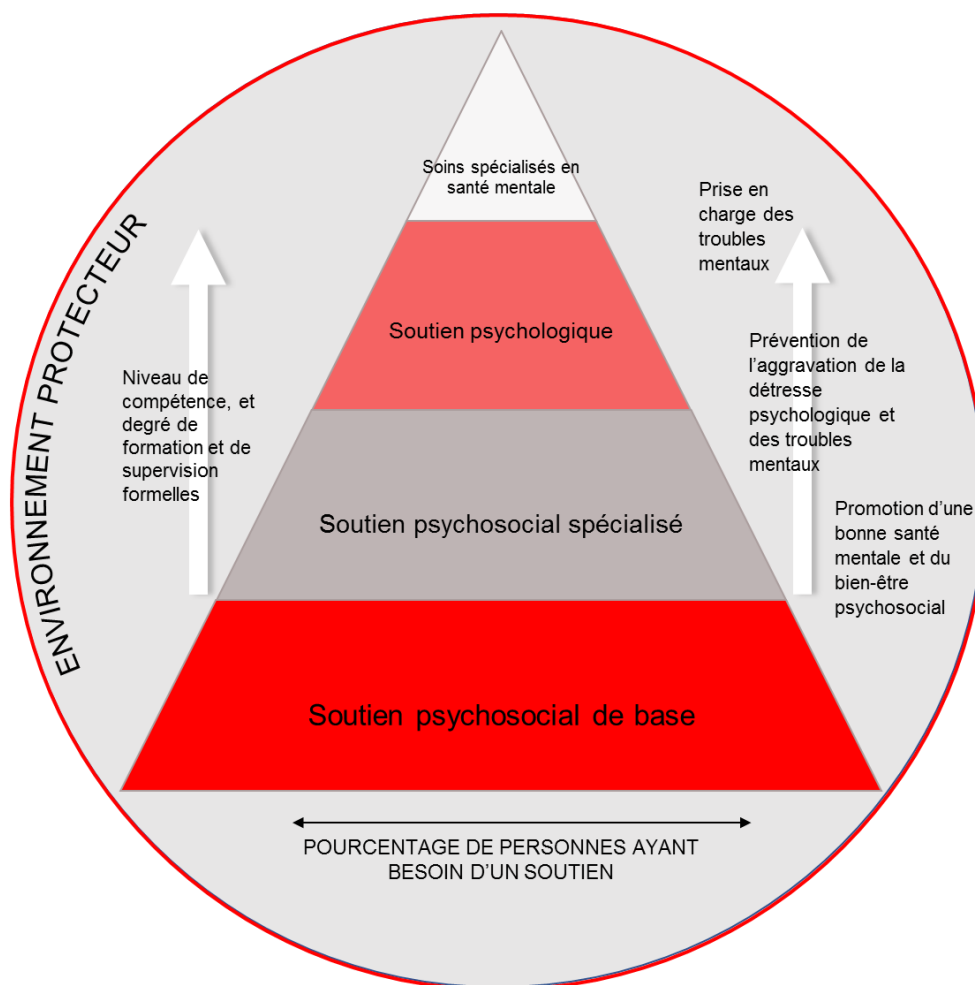 Soins spécialisés en
santé mentale
Prise en
charge des
troubles
mentaux
ENVIRONNEMENT PROTECTEUR
Soutien psychologique
Niveau de
compétence, et
degré de
formation et de
supervision
formelles
Prévention de
l’aggravation de la
détresse
psychologique et
des troubles
mentaux
Soutien psychosocial spécialisé
Promotion d’une
bonne santé
mentale et du
bien-être
psychosocial
Soutien psychosocial de base
POURCENTAGE DE PERSONNES AYANT
BESOIN D’UN SOUTIEN